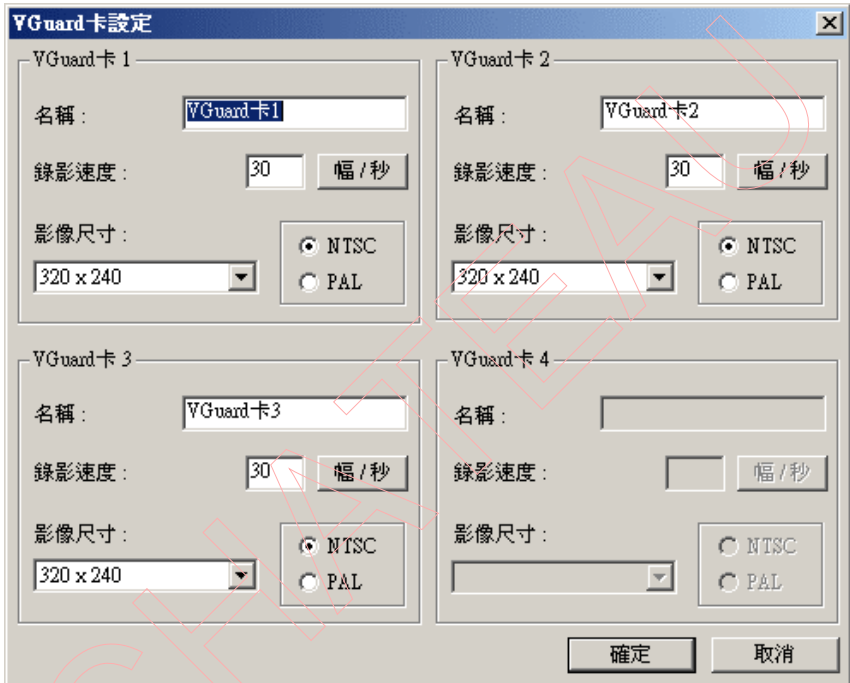 VGuard卡設定
VGuard卡 1
名稱：
VGuard卡1
錄影速度：
30
幅 / 秒
影像尺寸：
320 x 240
NTSC
PAL
VGuard卡 2
名稱：
VGuard卡2
錄影速度：
30
幅 / 秒
影像尺寸：
320 x 240
NTSC
PAL
VGuard卡 3
名稱：
VGuard卡3
錄影速度：
30
幅 / 秒
影像尺寸：
320 x 240
NTSC
PAL
VGuard卡 4
名稱：
錄影速度：
幅 / 秒
影像尺寸：
NTSC
PAL
確定
取消
CHATEAU